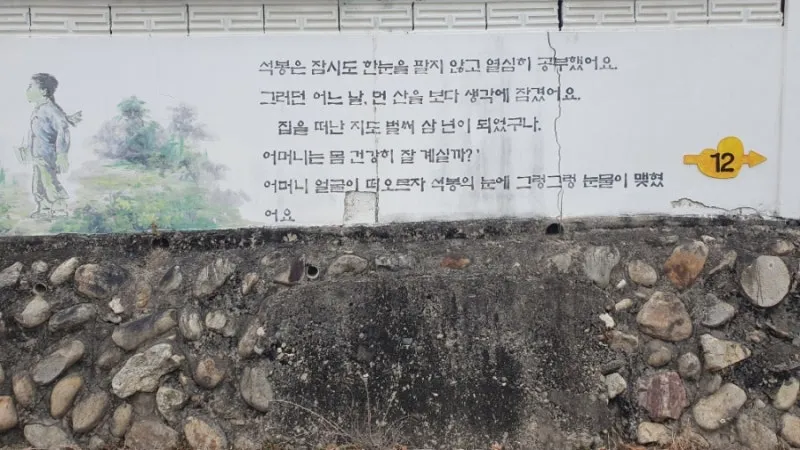 석봉은 잠시도 한눈을 팔지 않고 열심히 공부했어요.
그러던 어느 날, 먼 산을 보다 생각에 잠겼어요.
집을 떠난 지도 벌써 삼 년이 되었구나.
어머니는 몸 건강히 잘 계실까?'
어머니 얼굴이 떠오르자 석봉의 눈에 그렁그렁 눈물이 맺혔
어요
12